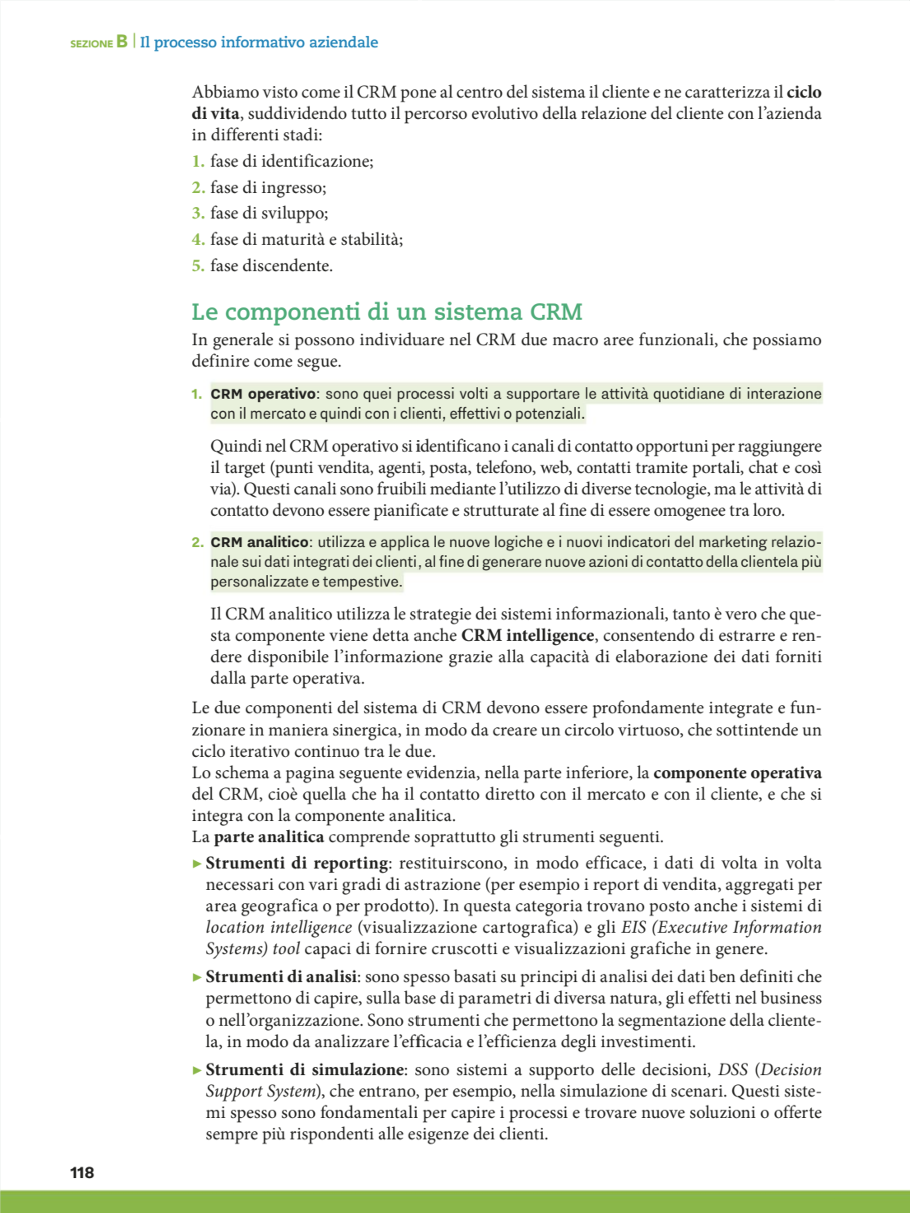 SEZIONE B | Il processo informativo aziendale
Abbiamo visto come il CRM pone al centro del sistema il cliente e ne caratterizza il ciclo
di vita, suddividendo tutto il percorso evolutivo della relazione del cliente con l’azienda
in differenti stadi:
1. fase di identificazione;
2. fase di ingresso;
3. fase di sviluppo;
4. fase di maturità e stabilità;
5. fase discendente.
Le componenti di un sistema CRM
In generale si possono individuare nel CRM due macro aree funzionali, che possiamo
definire come segue.
1. CRM operativo: sono quei processi volti a supportare le attività quotidiane di interazione
con il mercato e quindi con i clienti, effettivi o potenziali.
Quindi nel CRM operativo si identificano i canali di contatto opportuni per raggiungere
il target (punti vendita, agenti, posta, telefono, web, contatti tramite portali, chat e così
via). Questi canali sono fruibili mediante l’utilizzo di diverse tecnologie, ma le attività di
contatto devono essere pianificate e strutturate al fine di essere omogenee tra loro.
2. CRM analitico: utilizza e applica le nuove logiche e i nuovi indicatori del marketing relazio-
nale sui dati integrati dei clienti, al fine di generare nuove azioni di contatto della clientela più
personalizzate e tempestive.
Il CRM analitico utilizza le strategie dei sistemi informazionali, tanto è vero che que-
sta componente viene detta anche CRM intelligence, consentendo di estrarre e ren-
dere disponibile l’informazione grazie alla capacità di elaborazione dei dati forniti
dalla parte operativa.
Le due componenti del sistema di CRM devono essere profondamente integrate e fun-
zionare in maniera sinergica, in modo da creare un circolo virtuoso, che sottintende un
ciclo iterativo continuo tra le due.
Lo schema a pagina seguente evidenzia, nella parte inferiore, la componente operativa
del CRM, cioè quella che ha il contatto diretto con il mercato e con il cliente, e che si
integra con la componente analitica.
La parte analitica comprende soprattutto gli strumenti seguenti.
▶ Strumenti di reporting: restituirscono, in modo efficace, i dati di volta in volta
necessari con vari gradi di astrazione (per esempio i report di vendita, aggregati per
area geografica o per prodotto). In questa categoria trovano posto anche i sistemi di
location intelligence (visualizzazione cartografica) e gli EIS (Executive Information
Systems) tool capaci di fornire cruscotti e visualizzazioni grafiche in genere.
▶ Strumenti di analisi: sono spesso basati su principi di analisi dei dati ben definiti che
permettono di capire, sulla base di parametri di diversa natura, gli effetti nel business
o nell’organizzazione. Sono strumenti che permettono la segmentazione della cliente-
la, in modo da analizzare l’efficacia e l’efficienza degli investimenti.
▶ Strumenti di simulazione: sono sistemi a supporto delle decisioni, DSS (Decision
Support System), che entrano, per esempio, nella simulazione di scenari. Questi siste-
mi spesso sono fondamentali per capire i processi e trovare nuove soluzioni o offerte
sempre più rispondenti alle esigenze dei clienti.
118